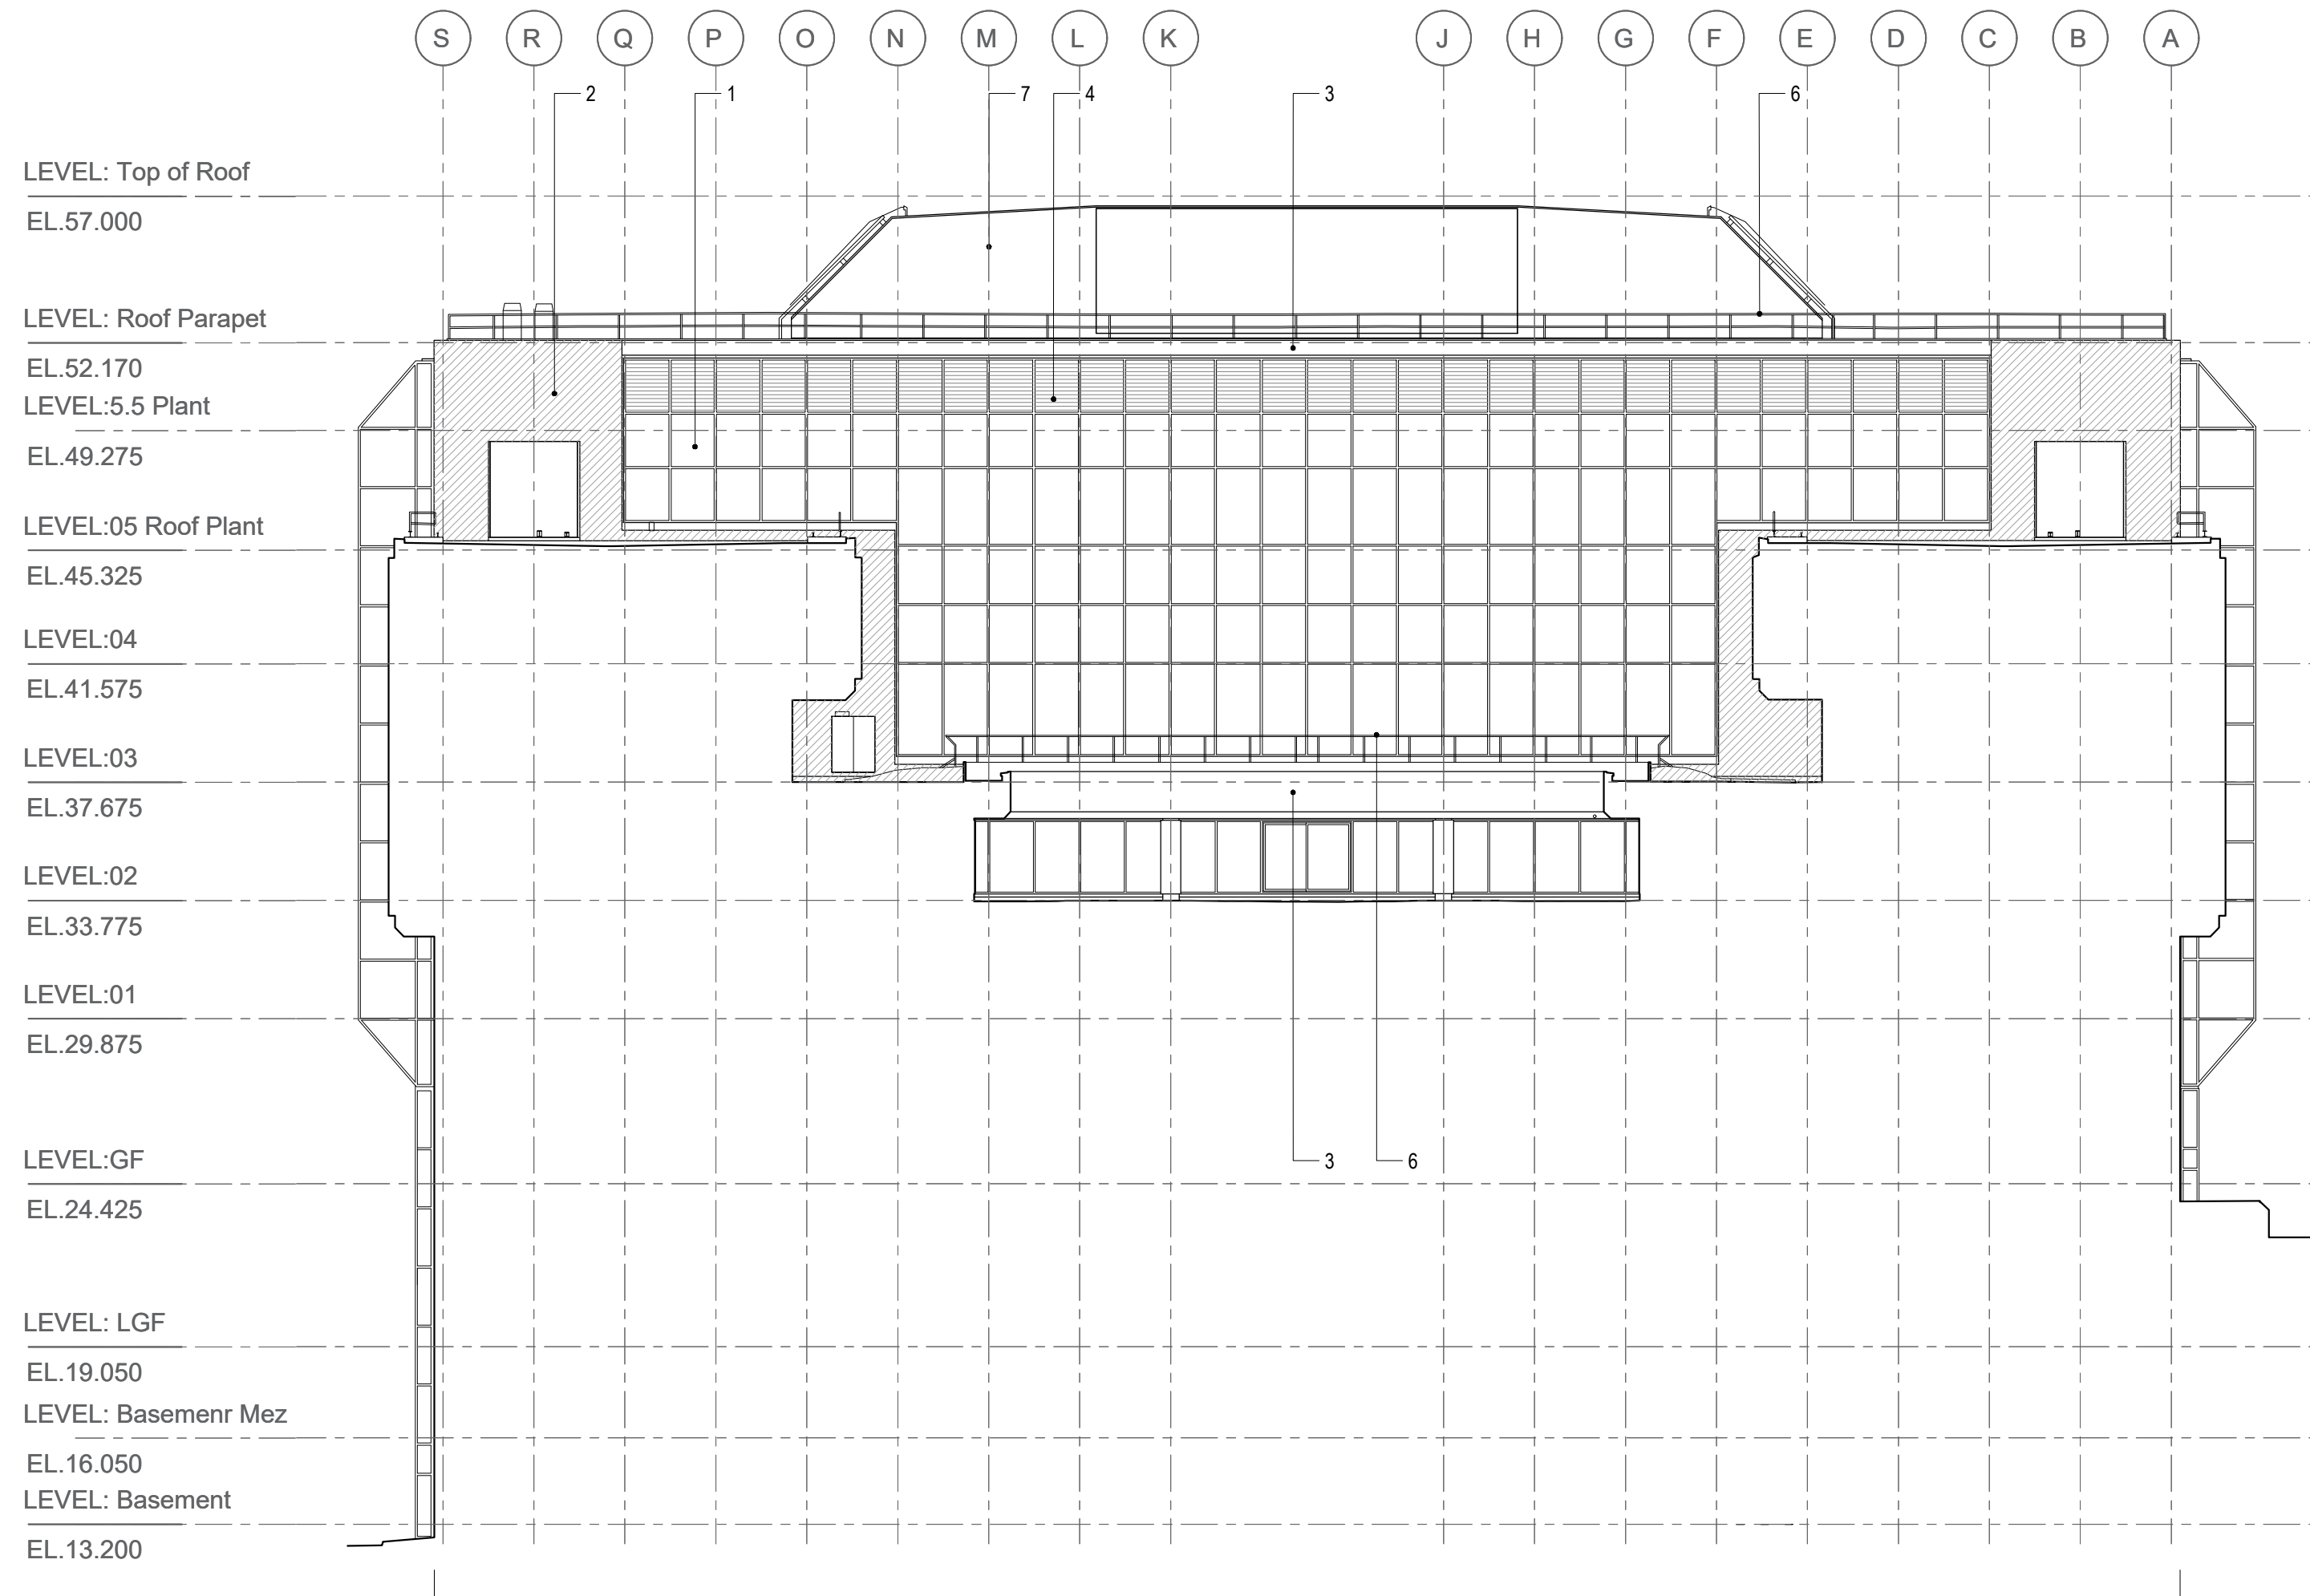 S R Q P O N M L K J H G F E D C B A
2 1 7 4 3 6
LEVEL: Top of Roof
EL.57.000
LEVEL: Roof Parapet
EL.52.170
LEVEL:5.5 Plant
EL.49.275
LEVEL:05 Roof Plant
EL.45.325
LEVEL:04
EL.41.575
LEVEL:03
EL.37.675
LEVEL:02
EL.33.775
LEVEL:01
EL.29.875
3 6
LEVEL:GF
EL.24.425
LEVEL: LGF
EL.19.050
LEVEL: Basemenr Mez
EL.16.050
LEVEL: Basement
EL.13.200